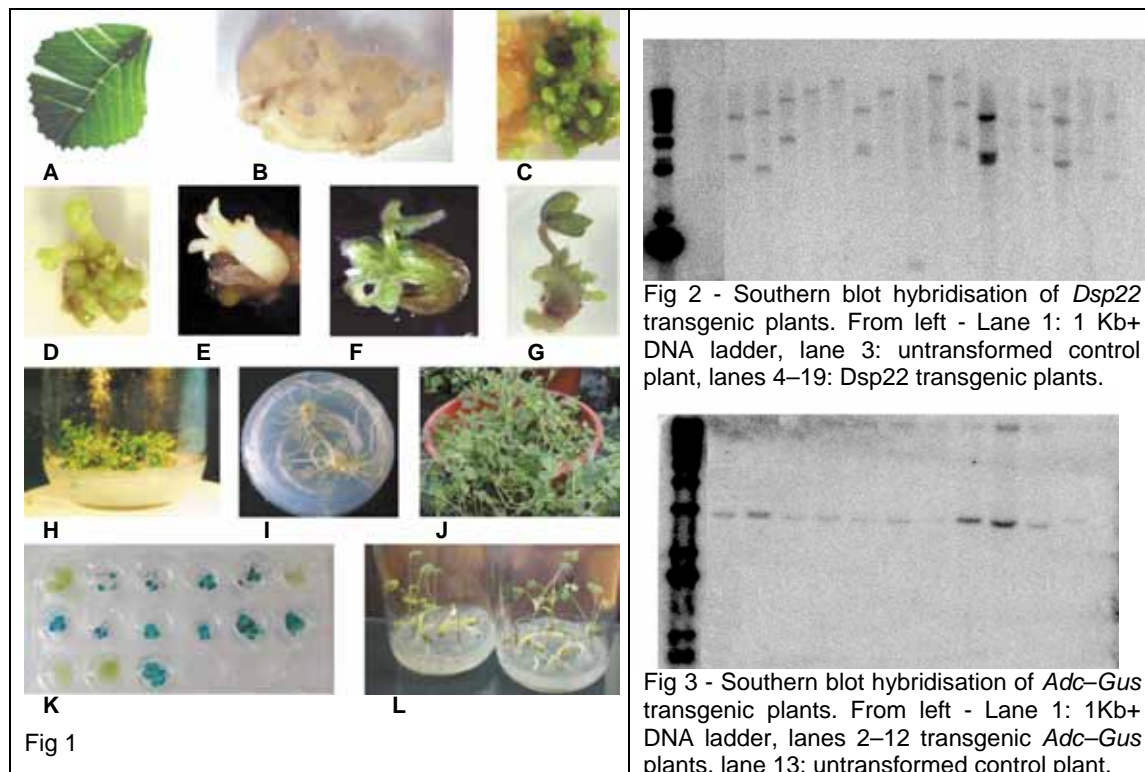 A
B
C
D
E
F
G
H
I
J
K
L
Fig 1
Fig 2 - Southern blot hybridisation of Dsp22
transgenic plants. From left - Lane 1: 1 Kb+
DNA ladder, lane 3: untransformed control
plant, lanes 4–19: Dsp22 transgenic plants.
Fig 3 - Southern blot hybridisation of Adc–Gus
transgenic plants. From left - Lane 1: 1Kb+
DNA ladder, lanes 2–12 transgenic Adc–Gus
plants, lane 13: untransformed control plant.